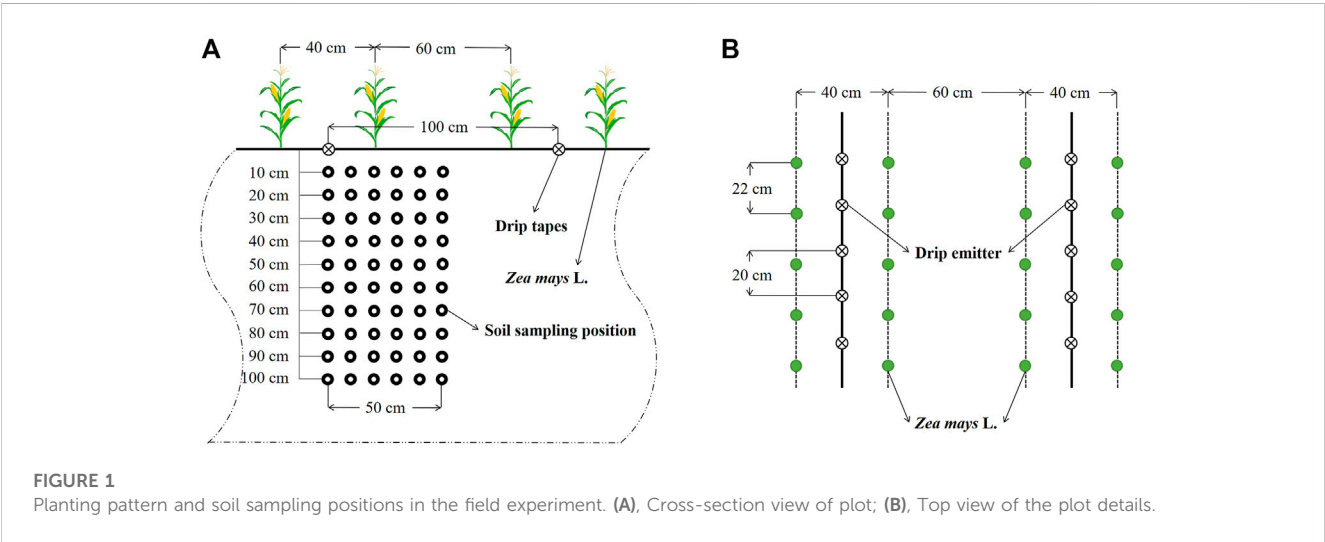 A
40 cm
60 cm
100 cm
10 cm
20 cm
30 cm
40 cm
50 cm
60 cm
70 cm
80 cm
90 cm
100 cm
Drip tapes
Zea mays L.
Soil sampling position
50 cm
B
40 cm
60 cm
40 cm
22 cm
20 cm
Drip emitter
Zea mays L.
FIGURE 1
Planting pattern and soil sampling positions in the field experiment. (A), Cross-section view of plot; (B), Top view of the plot details.